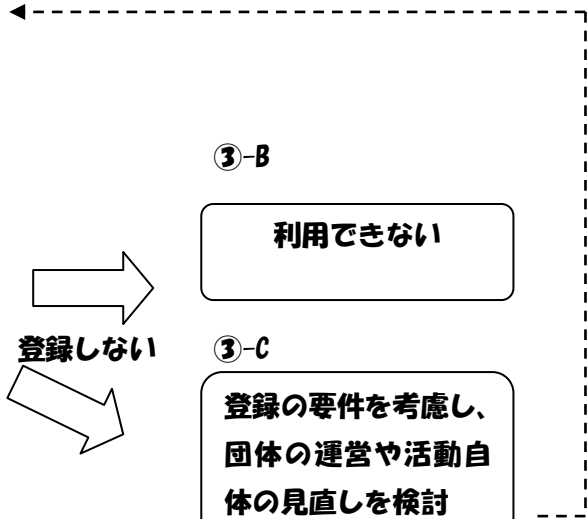 ③-B
利用できない
登録しない
③-C
登録の要件を考慮し、
団体の運営や活動自
体の見直しを検討